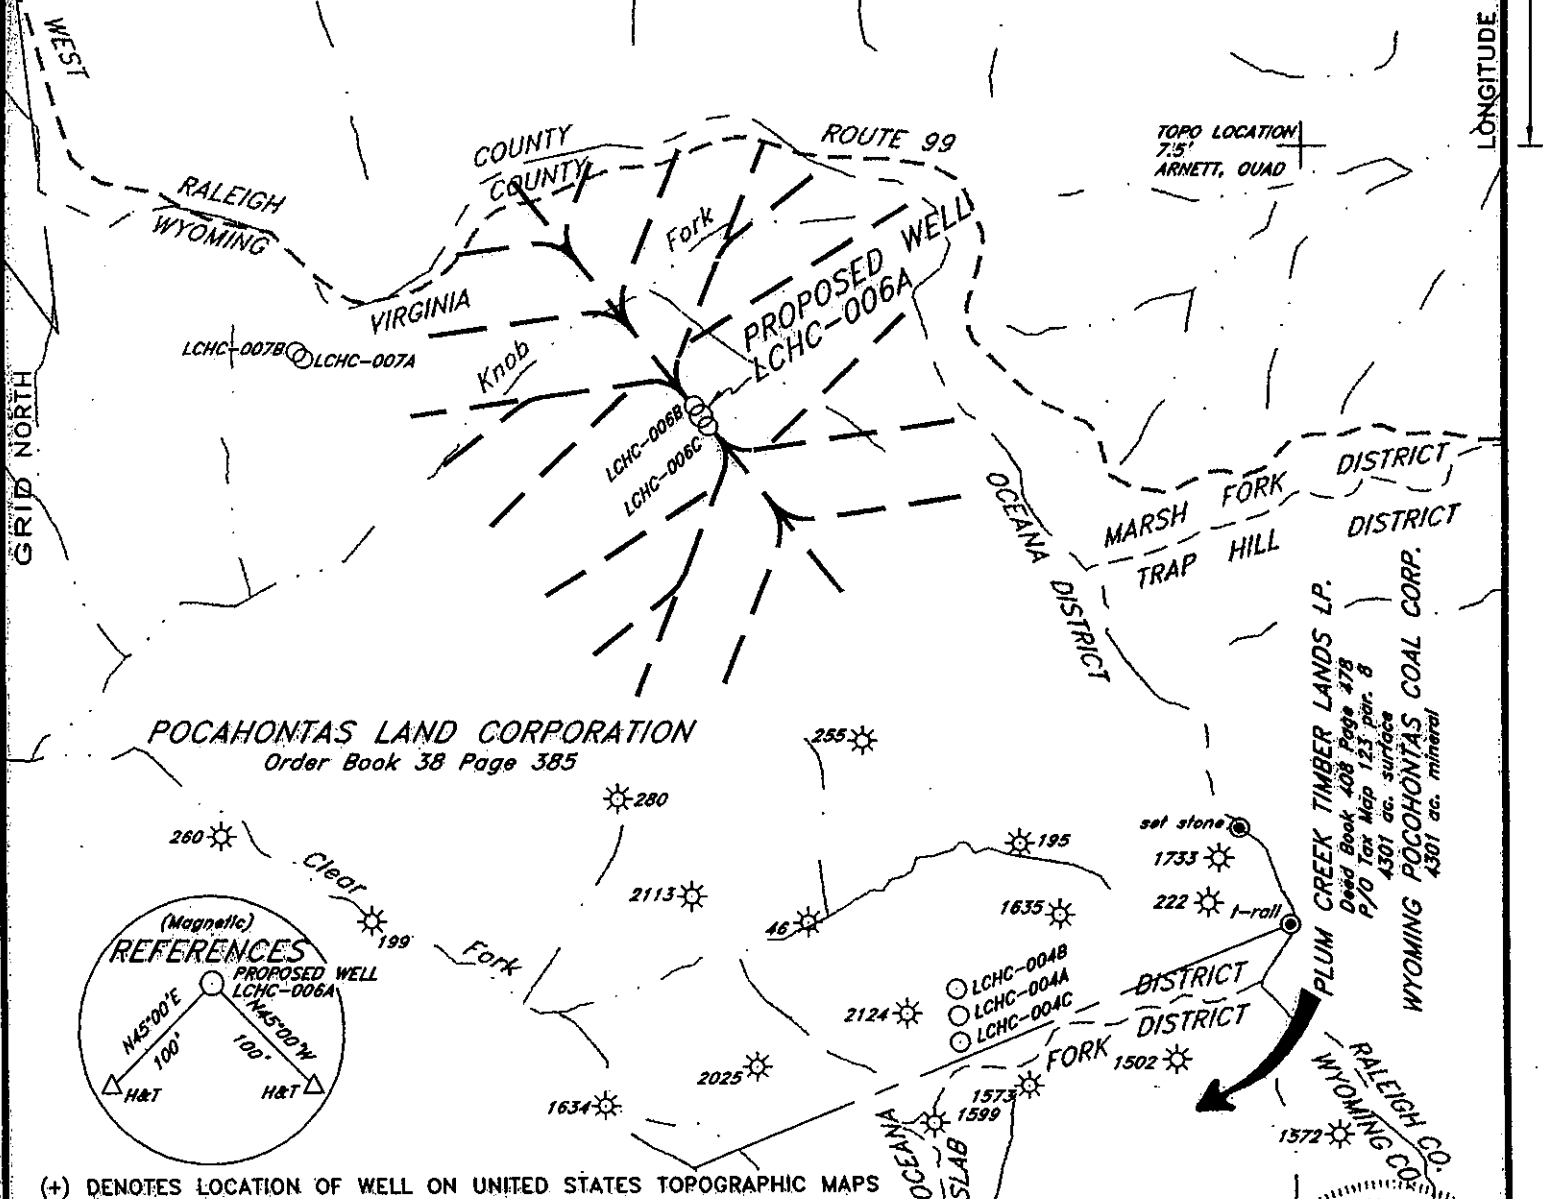 WEST
LONGITUDE
COUNTY
COUNTY
ROUTE 99
TOPO LOCATION
7.5'
ARNETT, QUAD
RALEIGH
WYOMING
VIRGINIA
Fork
PROPOSED WELL
LCHC-006A
LCHC-007B
LCHC-007A
Knob
GRID NORTH
LCHC-006B
LCHC-006C
OCEANA DISTRICT
MARSH FORK DISTRICT
TRAP HILL DISTRICT
POCAHONTAS LAND CORPORATION
Order Book 38 Page 385
255
280
260
Clear
Fork
199
2113
46
195
1635
set stone
1733
222
t-rail
PLUM CREEK TIMBER LANDS LP.
Deed Book 408 Page 478
P/O Tax Map 123 par. 8
4301 ac. surface
WYOMING POCOHONTAS COAL CORP.
4301 ac. mineral
(Magnetic)
REFERENCES
PROPOSED WELL
LCHC-006A
N45°00'E
100'
N45°00'W
100'
H&T
H&T
LCHC-004B
LCHC-004A
LCHC-004C
2124
2025
1634
DISTRICT
FORK DISTRICT
1502
1573
1599
OCEANA
SLAB
1572
RALEIGH CO.
WYOMING CO.
(+) DENOTES LOCATION OF WELL ON UNITED STATES TOPOGRAPHIC MAPS